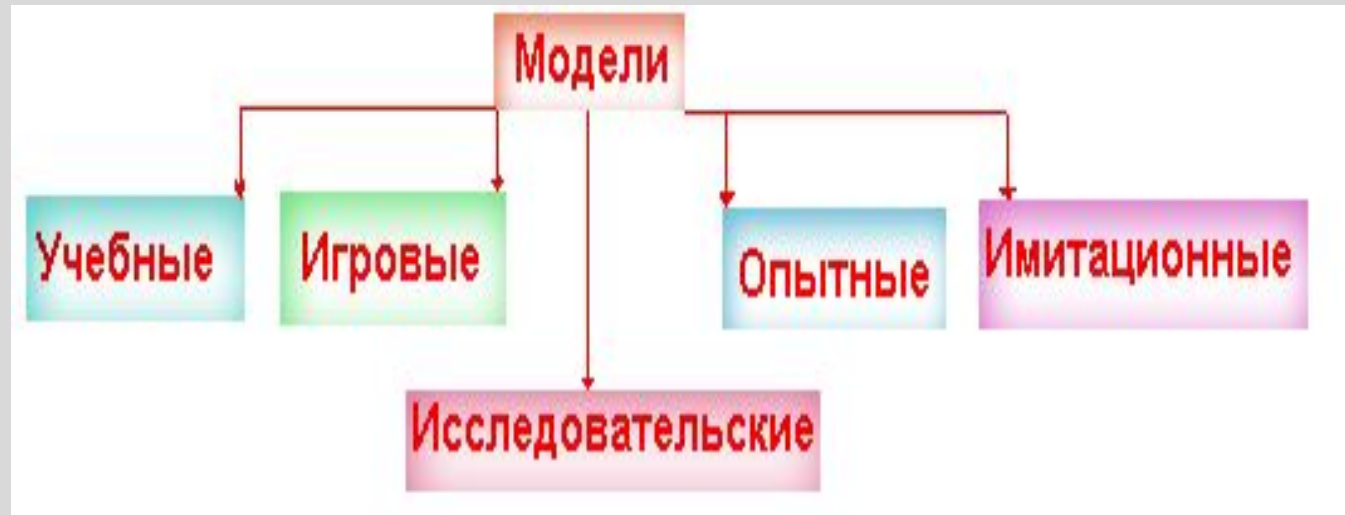 Модели
Учебные
Игровые
Опытные
Имитационные
Исследовательские